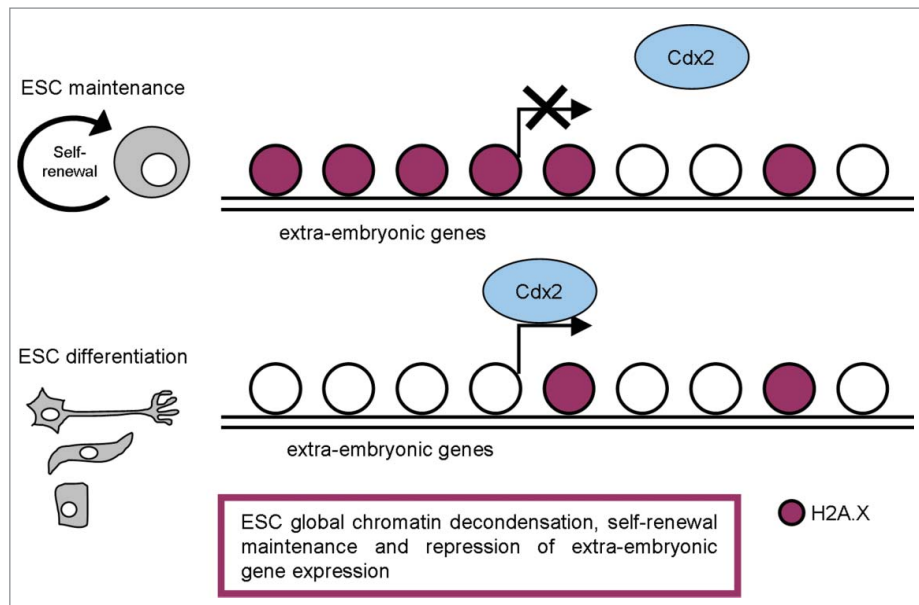 Cdx2
ESC maintenance
Self-
renewal
extra-embryonic genes
Cdx2
ESC differentiation
extra-embryonic genes
ESC global chromatin decondensation, self-renewal
maintenance and repression of extra-embryonic
gene expression
H2A.X